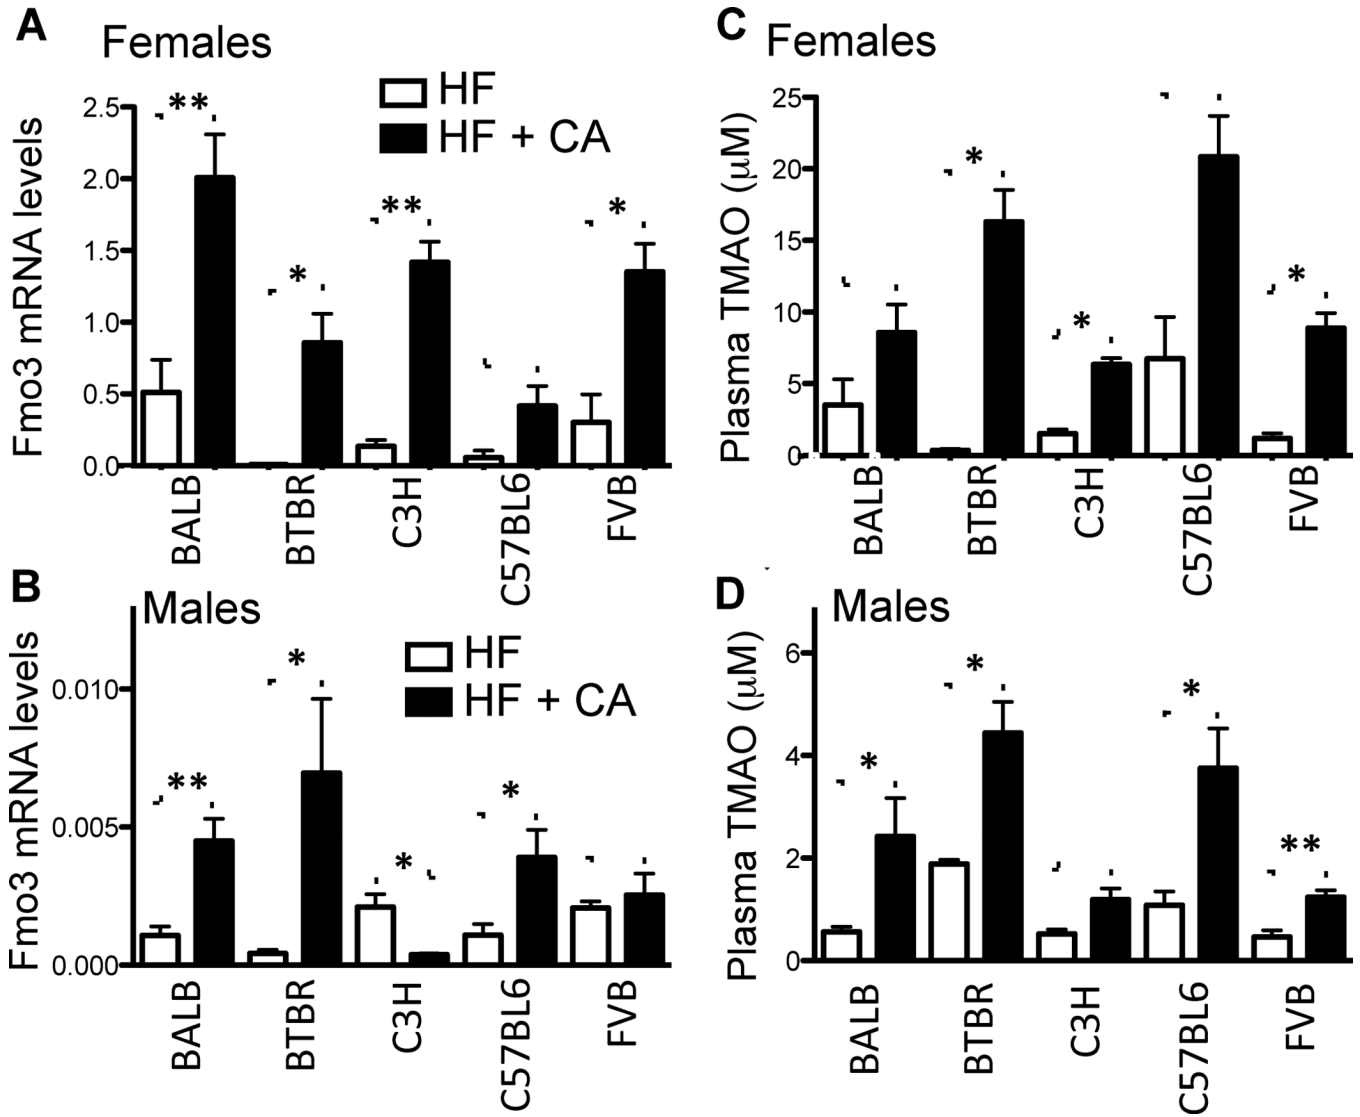 A
Females
HF
HF + CA
Fmo3 mRNA levels
2.5
2.0
1.5
1.0
0.5
0.0
**
*
**
*
BALB
BTBR
C3H
C57BL6
FVB
C
Females
Plasma TMAO (μM)
25
20
15
10
5
0
*
*
*
BALB
BTBR
C3H
C57BL6
FVB
B
Males
HF
HF + CA
Fmo3 mRNA levels
0.010
0.005
0.000
**
*
*
*
BALB
BTBR
C3H
C57BL6
FVB
D
Males
Plasma TMAO (μM)
6
4
2
0
*
*
*
**
BALB
BTBR
C3H
C57BL6
FVB